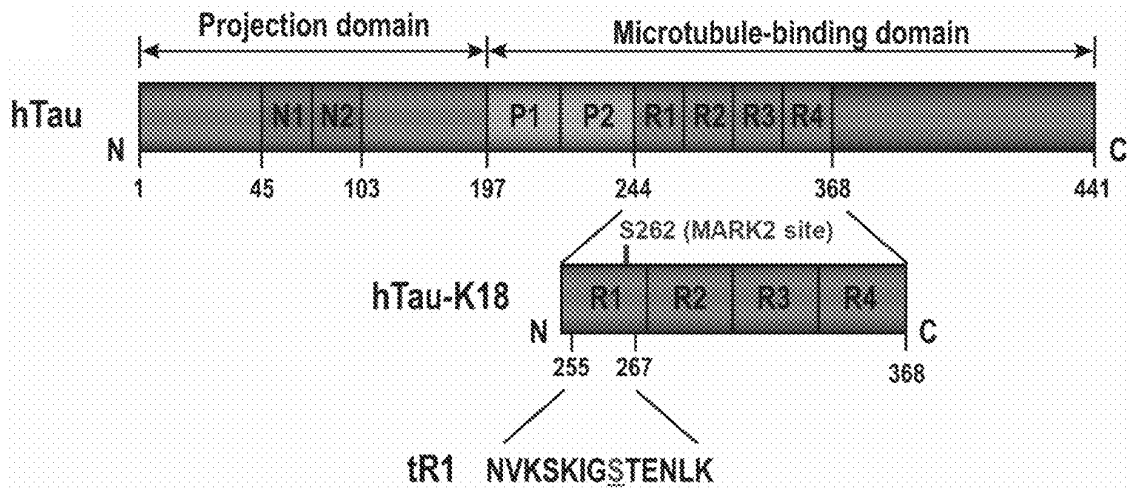 Projection domain Microtubule-binding domain
hTau N1 N2 P1 P2 R1 R2 R3 R4
N C
1 45 103 197 244 368 441
S262 (MARK2 site)
hTau-K18 R1 R2 R3 R4
N C
255 267 368
tR1 NVKSKIGSTENLK